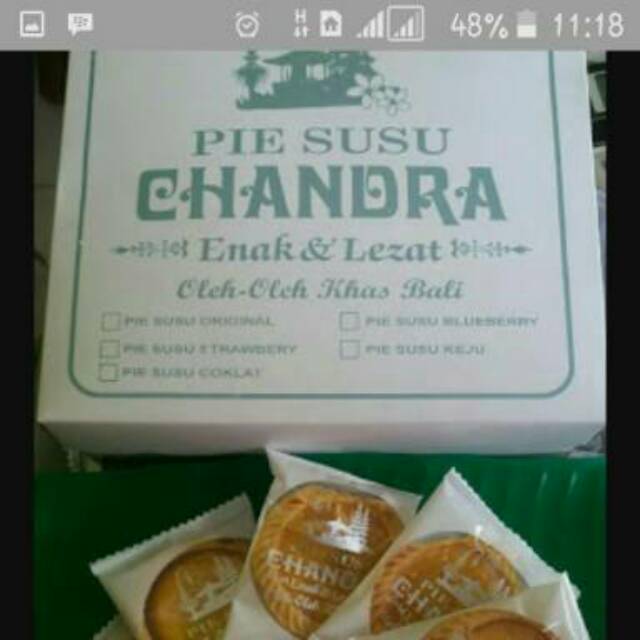 48% 11:18
PIE SUSU
CHANDRA
Enak & Lezat
Oleh-Oleh Khas Bali
PIE SUSU ORIGINAL
PIE SUSU BLUEBERRY
PIE SUSU STRAWBERY
PIE SUSU KEJU
PIE SUSU COKLAT
CHAND